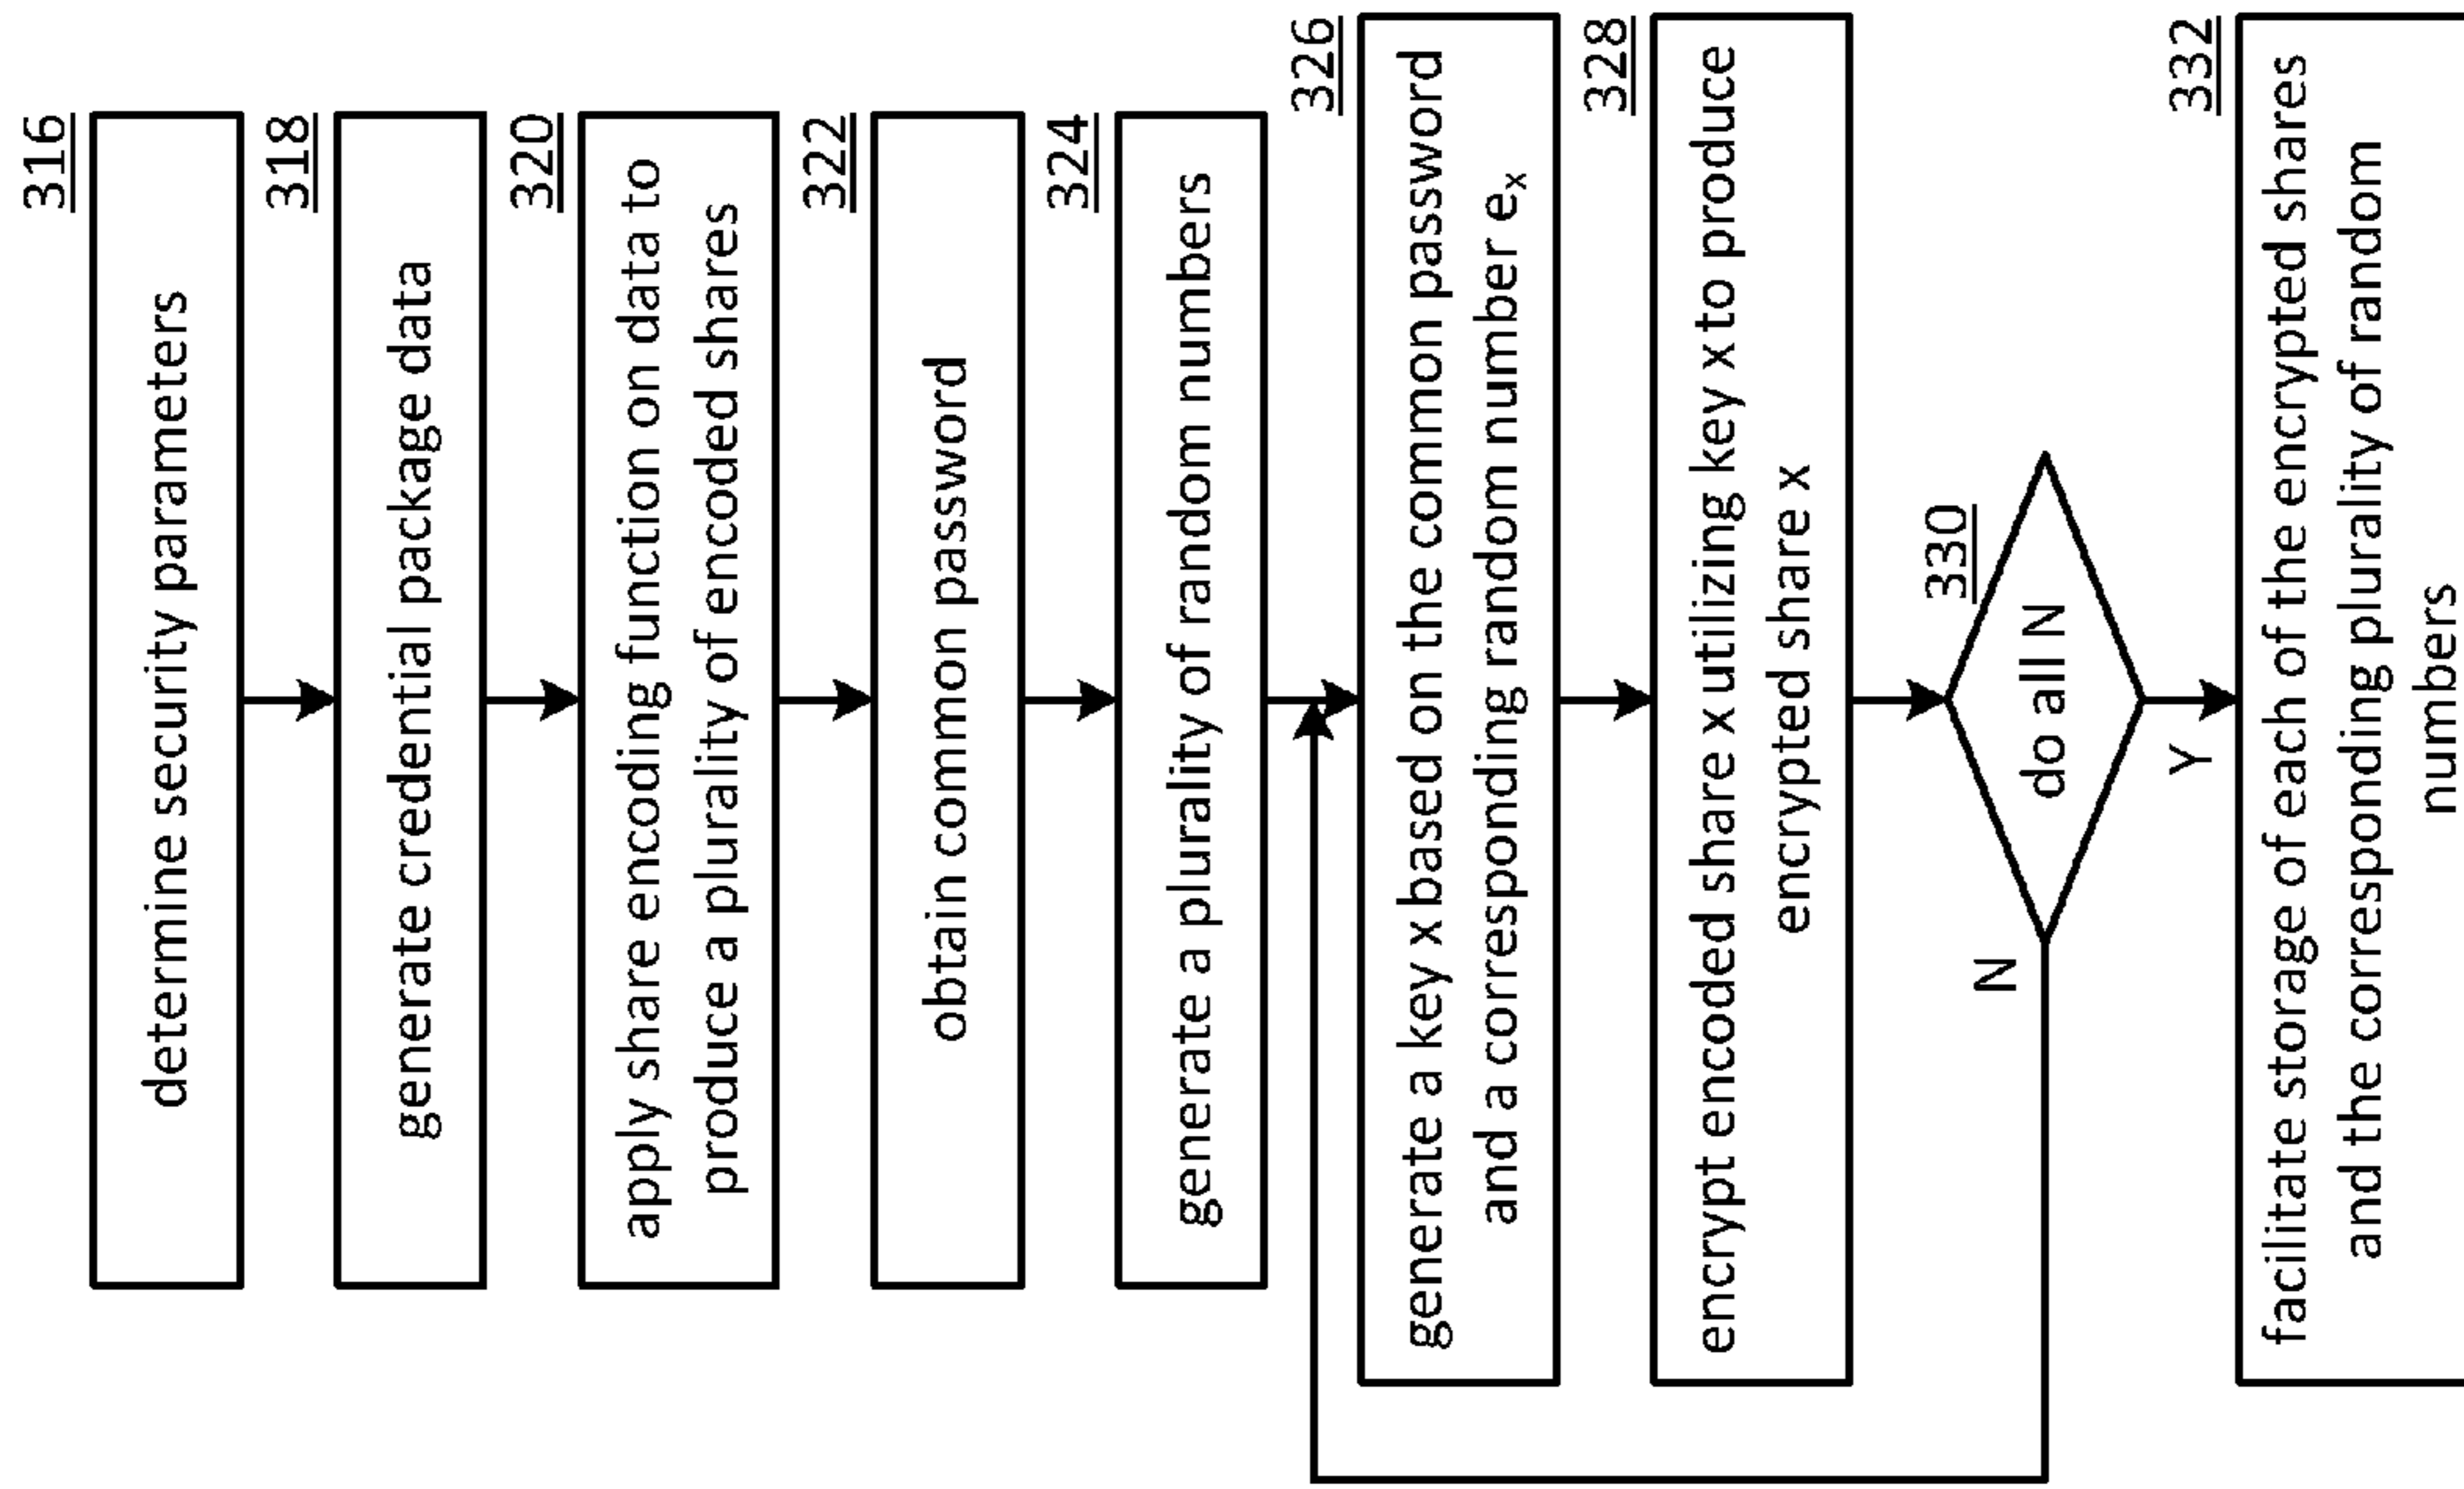 316
determine security parameters
318
generate credential package data
320
apply share encoding function on data to
produce a plurality of encoded shares
322
obtain common password
324
generate a plurality of random numbers
326
generate a key x based on the common password
and a corresponding random number eₓ
328
encrypt encoded share x utilizing key x to produce
encrypted share x
330
do all N
N
Y
332
facilitate storage of each of the encrypted shares
and the corresponding plurality of random
numbers